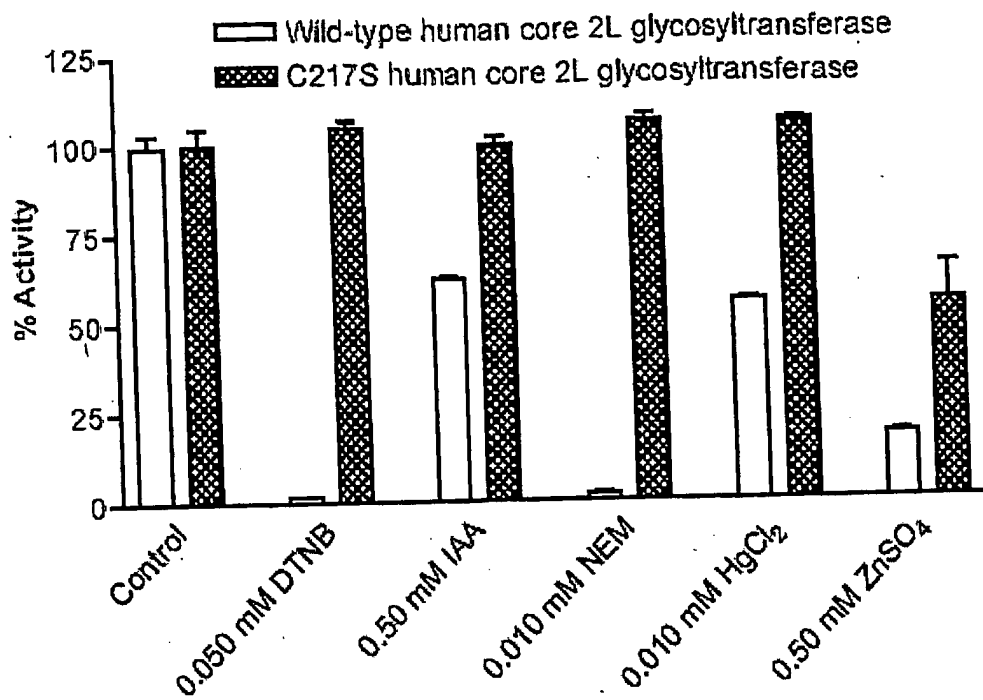 Wild-type human core 2L glycosyltransferase
C217S human core 2L glycosyltransferase
% Activity
125
100
75
50
25
0
Control
0.050 mM DTNB
0.50 mM IAA
0.010 mM NEM
0.010 mM HgCl₂
0.50 mM ZnSO₄